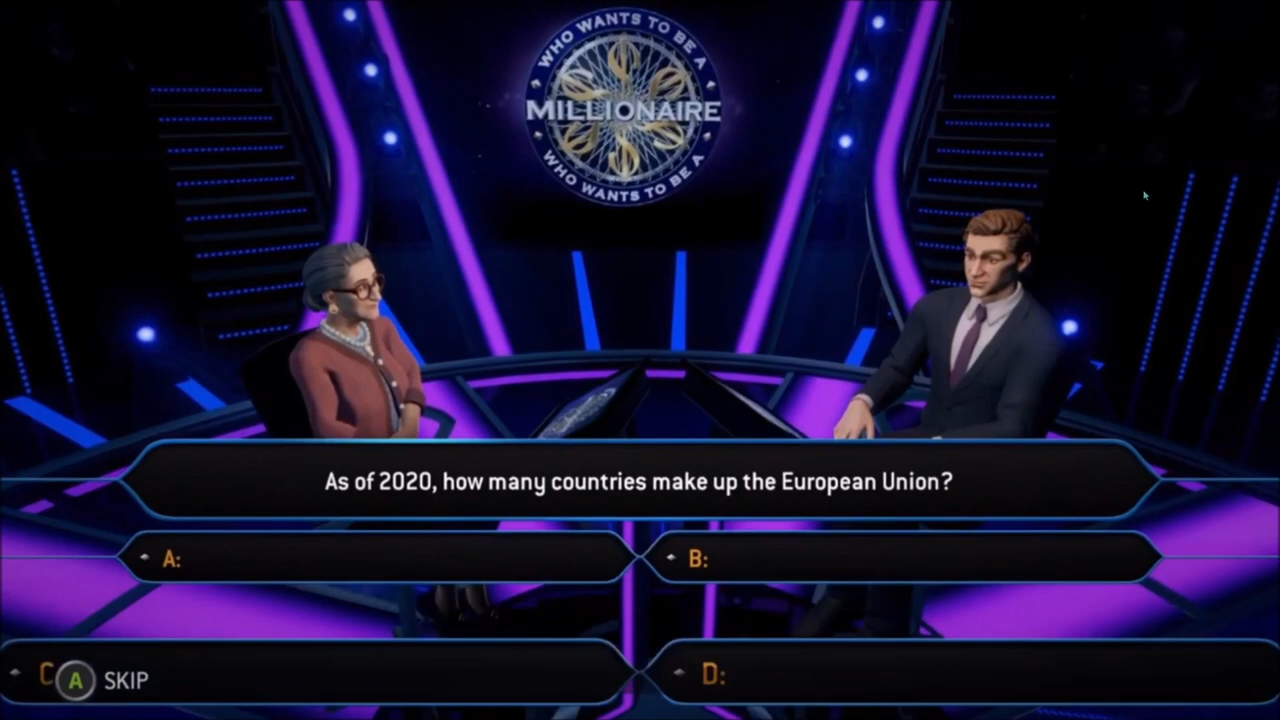 WHO WANTS TO BE A
MILLIONAIRE
WHO WANTS TO BE A
As of 2020, how many countries make up the European Union?
A:
B:
C
A SKIP
D: